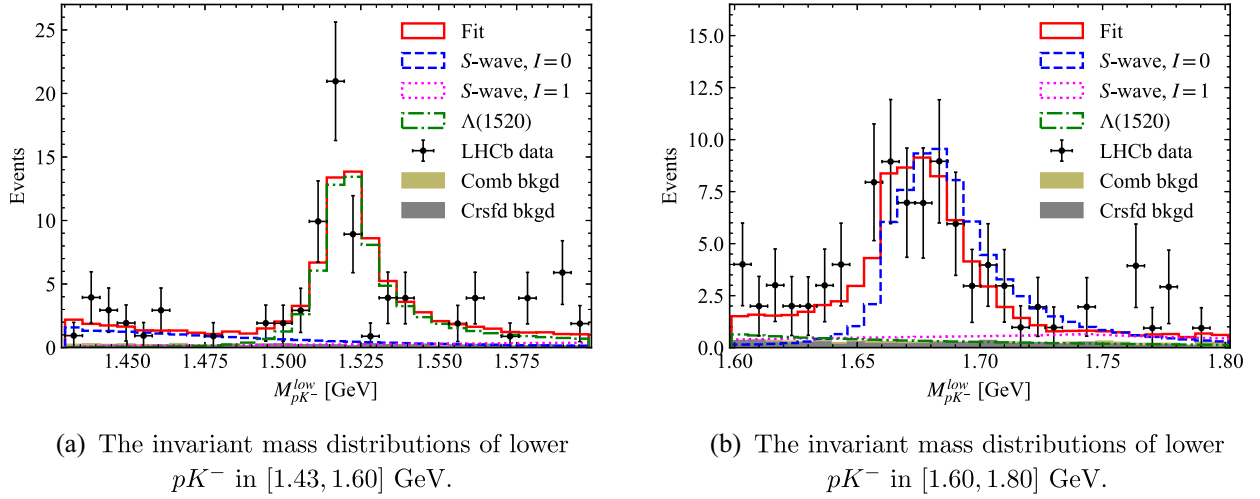 25
20
15
10
5
0
Events
1.450
1.475
1.500
1.525
1.550
1.575
M^{low}_{pK^-} [GeV]
Fit
S-wave, I = 0
S-wave, I = 1
Λ(1520)
LHCb data
Comb bkgd
Crsfd bkgd
(a) The invariant mass distributions of lower
pK⁻ in [1.43, 1.60] GeV.
15.0
12.5
10.0
7.5
5.0
2.5
0.0
Events
1.60
1.65
1.70
1.75
1.80
M^{low}_{pK^-} [GeV]
Fit
S-wave, I = 0
S-wave, I = 1
Λ(1520)
LHCb data
Comb bkgd
Crsfd bkgd
(b) The invariant mass distributions of lower
pK⁻ in [1.60, 1.80] GeV.